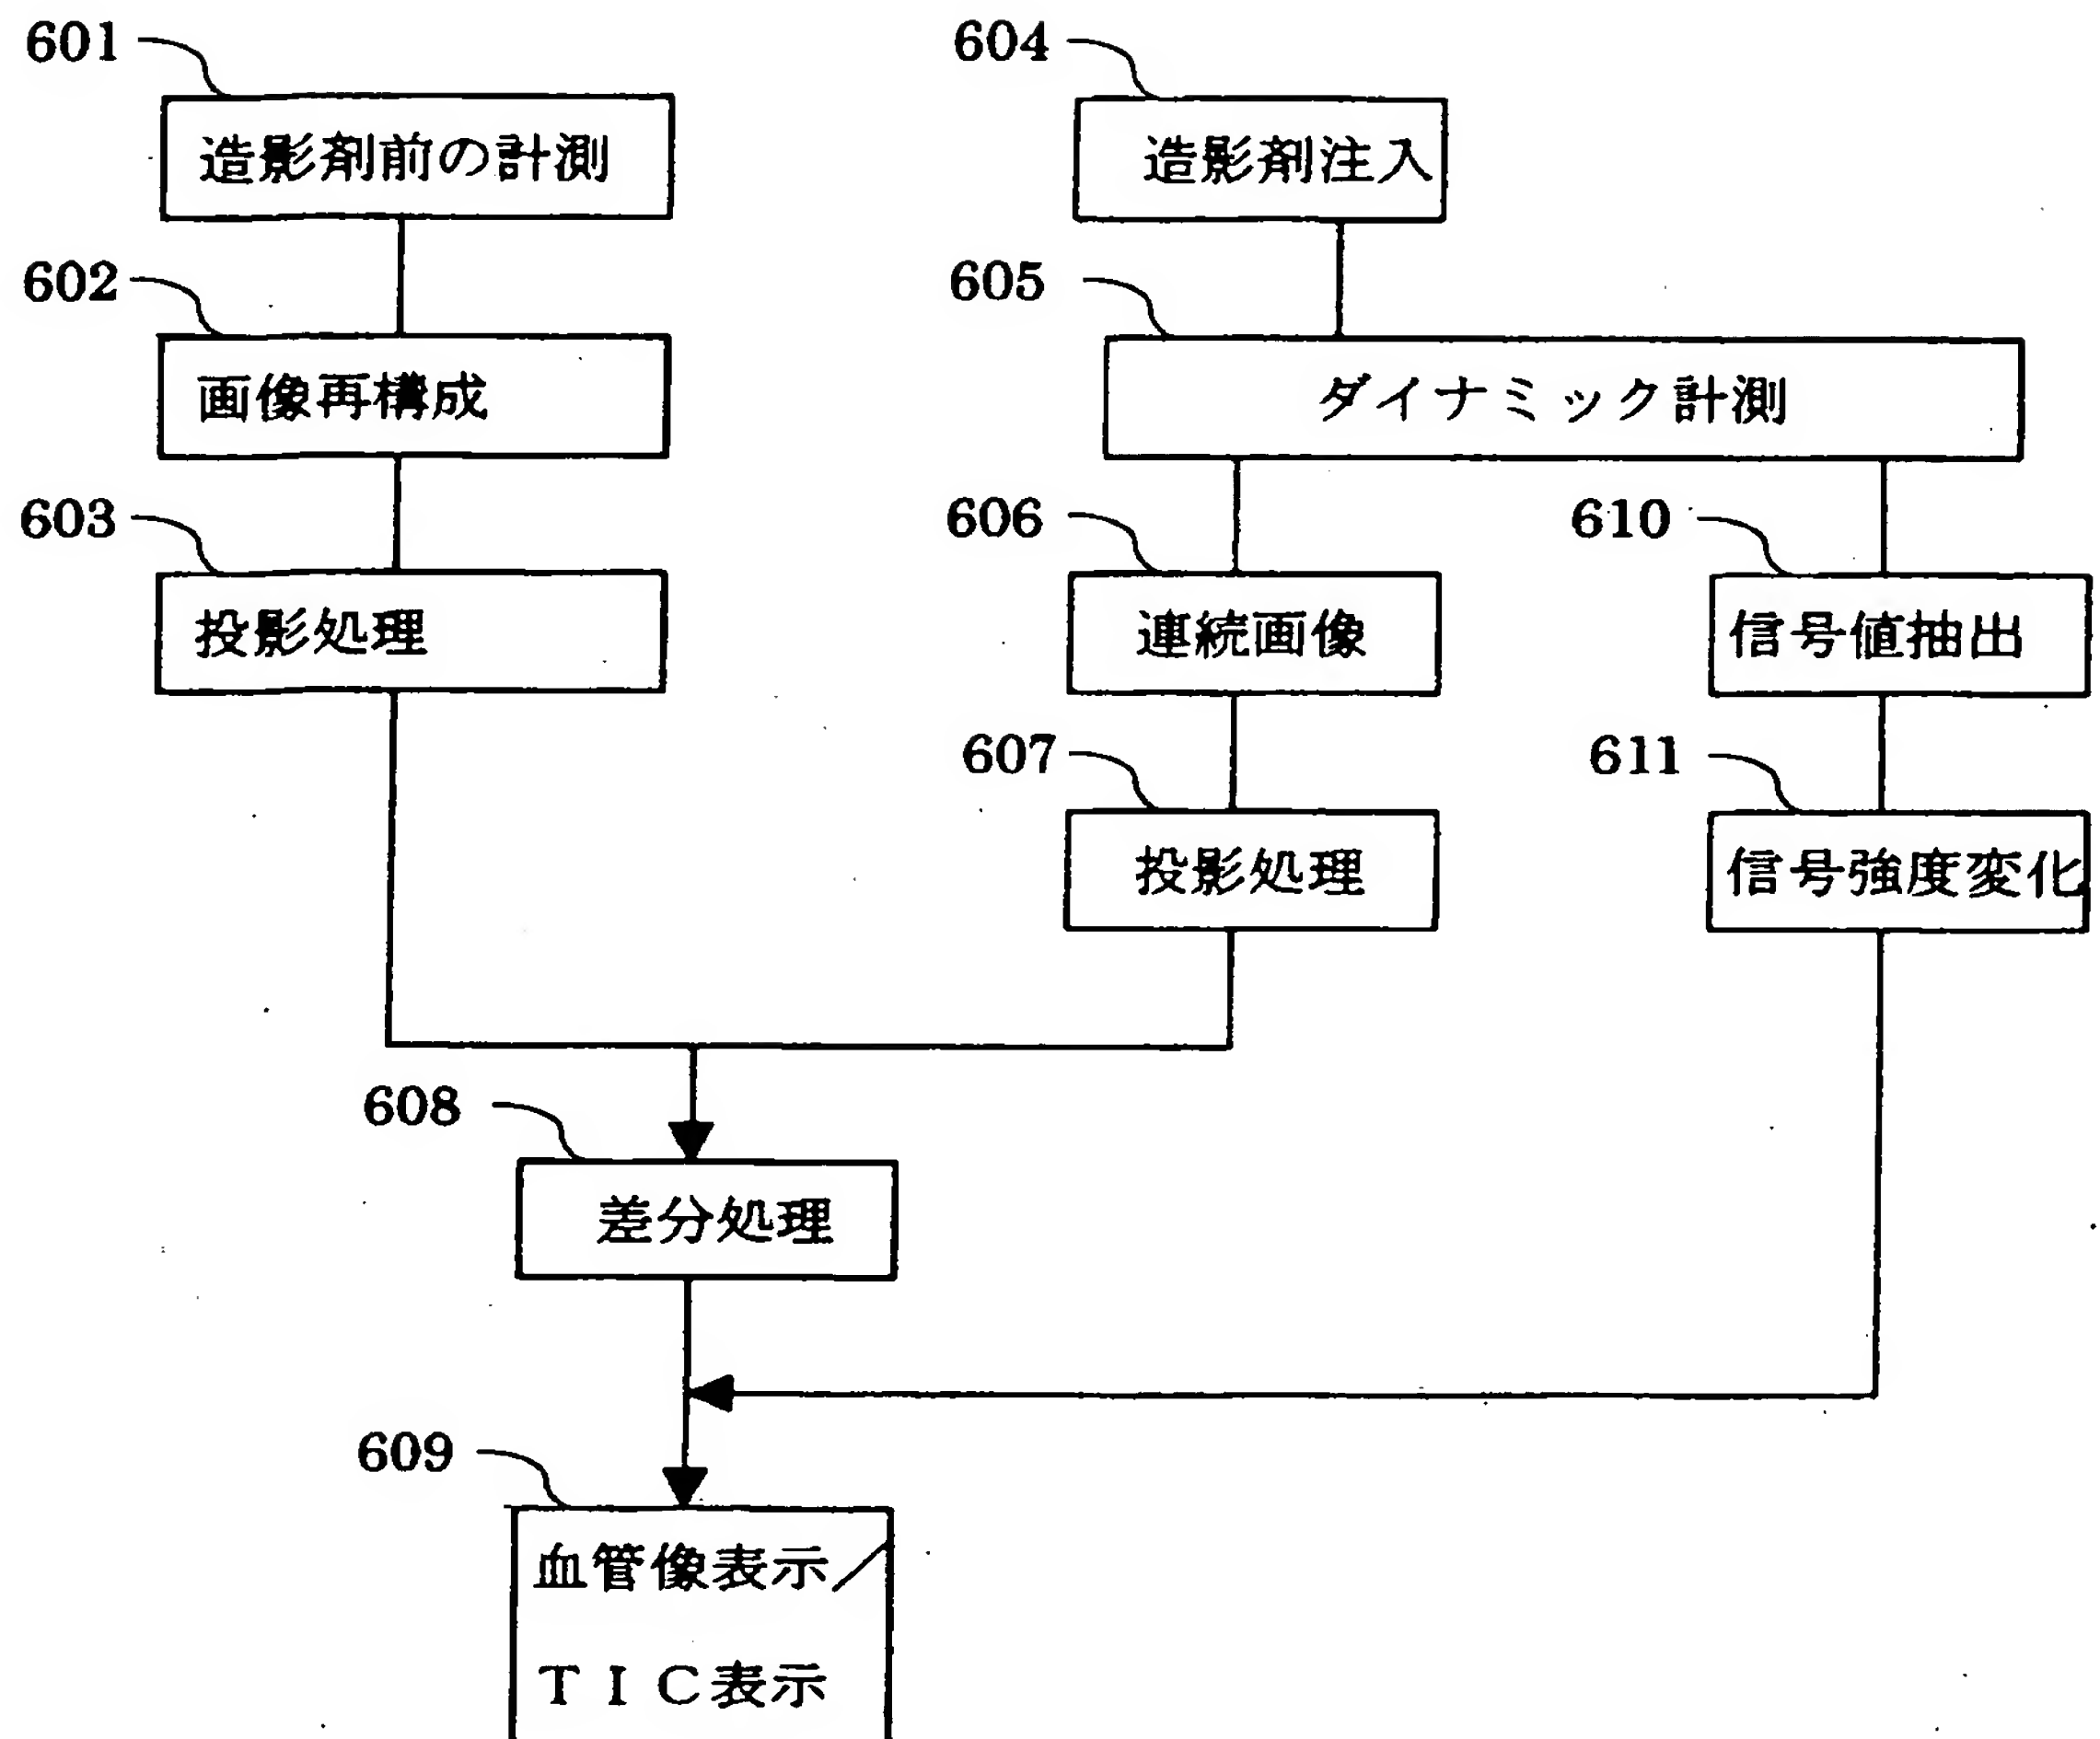 601
造影剤前の計測
604
造影剤注入
602
画像再構成
605
ダイナミック計測
603
投影処理
606
連続画像
610
信号値抽出
607
投影処理
611
信号強度変化
608
差分処理
609
血管像表示／
ＴＩＣ表示